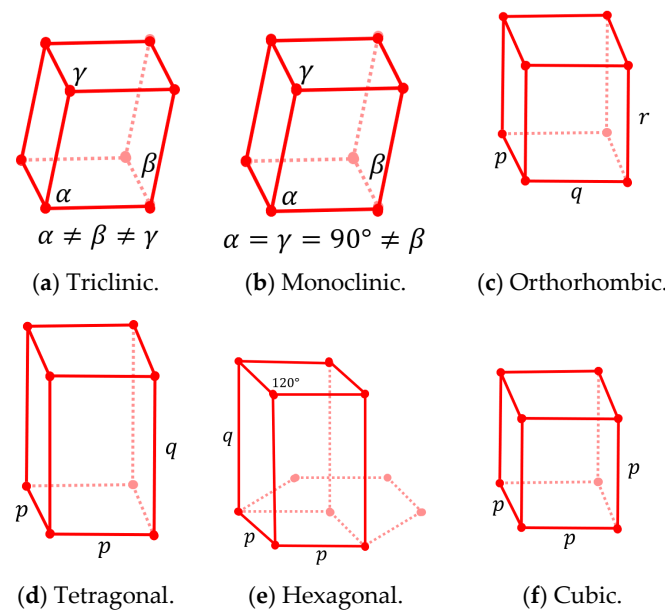 γ
β
α
α ≠ β ≠ γ
(a) Triclinic.
γ
β
α
α = γ = 90° ≠ β
(b) Monoclinic.
r
p
q
(c) Orthorhombic.
q
p
p
(d) Tetragonal.
120°
q
p
p
(e) Hexagonal.
p
p
p
(f) Cubic.